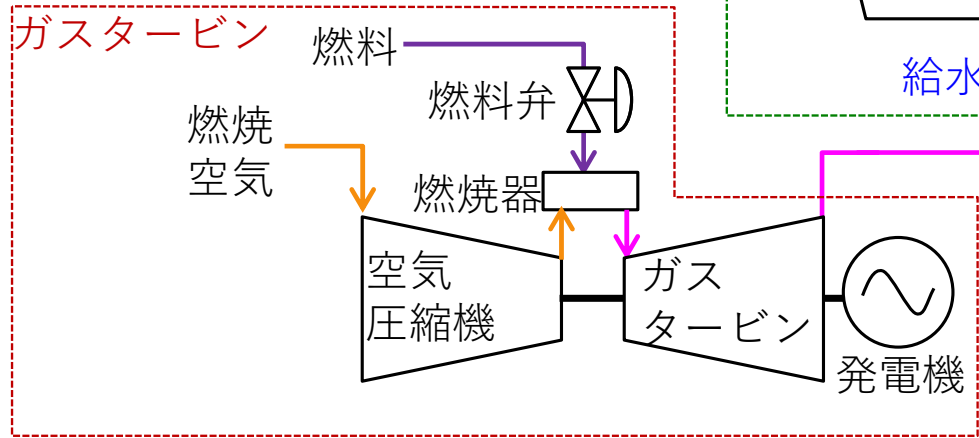 ガスタービン
燃料
給水
燃料弁
燃焼
空気
燃焼器
空気
圧縮機
ガス
タービン
発電機